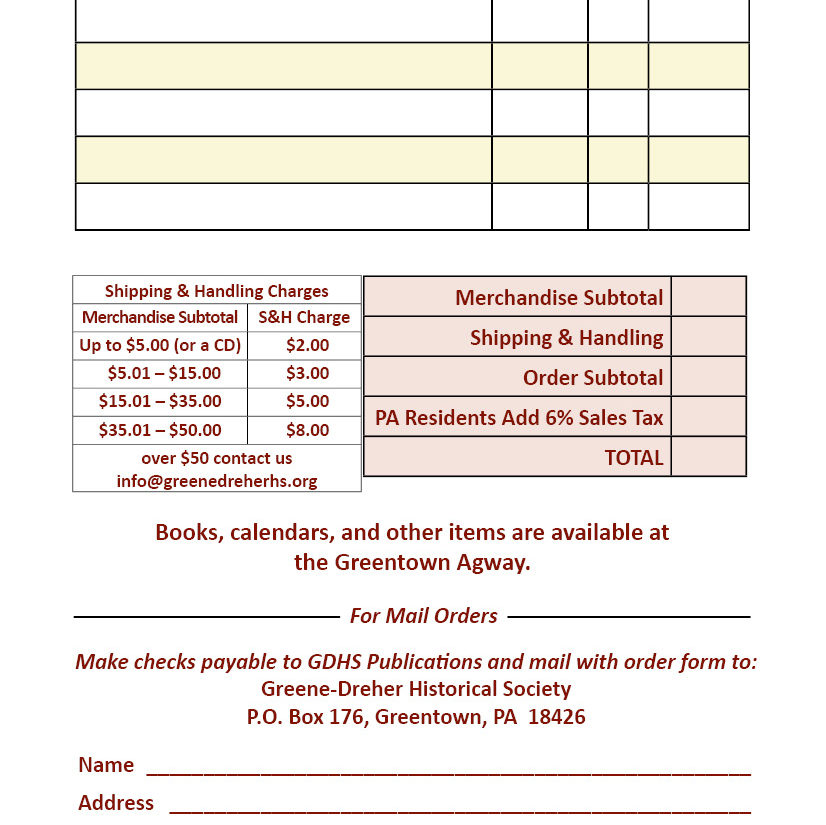 Shipping & Handling Charges
Merchandise Subtotal S&H Charge
Up to $5.00 (or a CD) $2.00
$5.01 – $15.00 $3.00
$15.01 – $35.00 $5.00
$35.01 – $50.00 $8.00
over $50 contact us
info@greenedreherhs.org
Merchandise Subtotal
Shipping & Handling
Order Subtotal
PA Residents Add 6% Sales Tax
TOTAL
Books, calendars, and other items are available at
the Greentown Agway.
For Mail Orders
Make checks payable to GDHS Publications and mail with order form to:
Greene-Dreher Historical Society
P.O. Box 176, Greentown, PA 18426
Name
Address